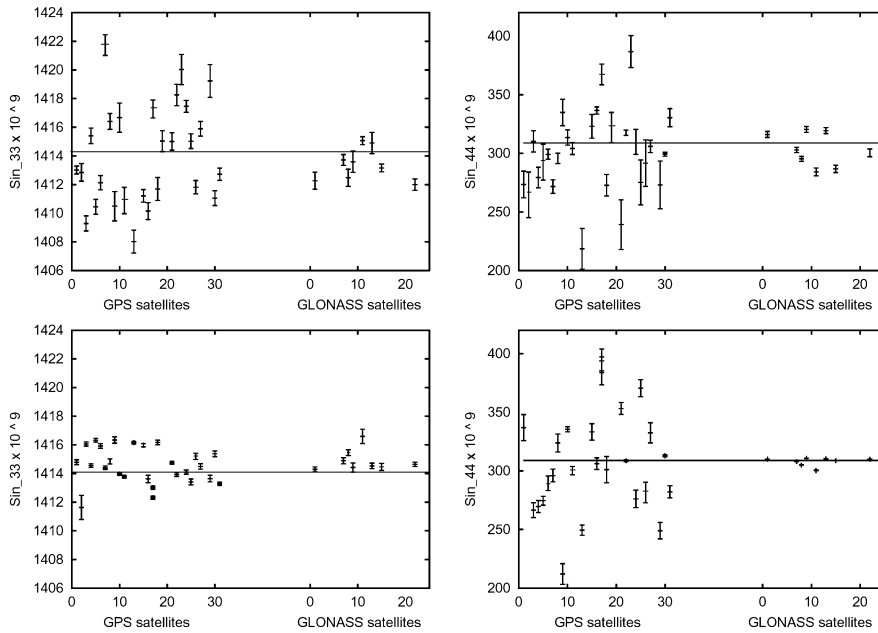 1424
1422
1420
1418
1416
1414
1412
1410
1408
1406
Sin_33 x 10 ^ 9
0 10 20 30 0 10 20
GPS satellites GLONASS satellites
400
350
300
250
200
Sin_44 x 10 ^ 9
0 10 20 30 0 10 20
GPS satellites GLONASS satellites
1424
1422
1420
1418
1416
1414
1412
1410
1408
1406
Sin_33 x 10 ^ 9
0 10 20 30 0 10 20
GPS satellites GLONASS satellites
400
350
300
250
200
Sin_44 x 10 ^ 9
0 10 20 30 0 10 20
GPS satellites GLONASS satellites